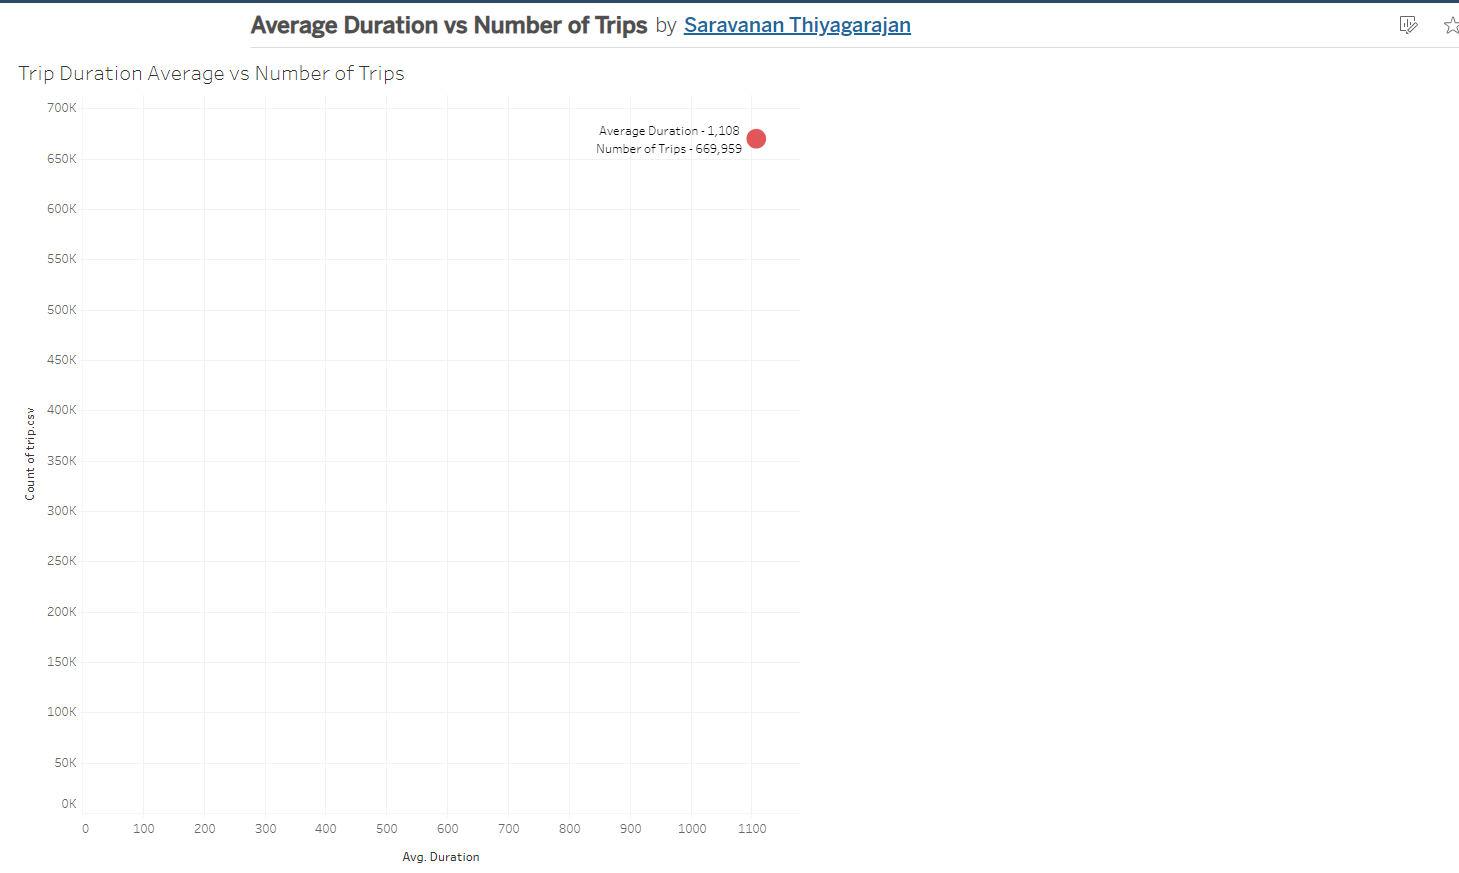 Average Duration vs Number of Trips by Saravanan Thiyagarajan
Trip Duration Average vs Number of Trips
700K
Average Duration - 1,108
Number of Trips - 669,959
650K
600K
550K
500K
450K
400K
350K
300K
250K
200K
150K
100K
50K
0K
Count of trip.csv
0 100 200 300 400 500 600 700 800 900 1000 1100
Avg. Duration